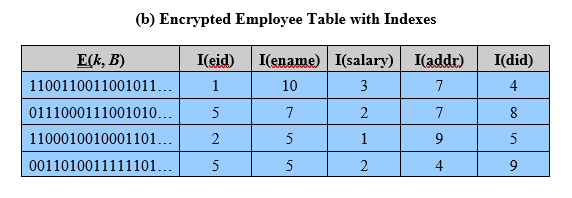 (b) Encrypted Employee Table with Indexes
E(k, B) I(eid) I(ename) I(salary) I(addr) I(did)
1100110011001011… 1 10 3 7 4
0111000111001010… 5 7 2 7 8
1100010010001101… 2 5 1 9 5
0011010011111101… 5 5 2 4 9